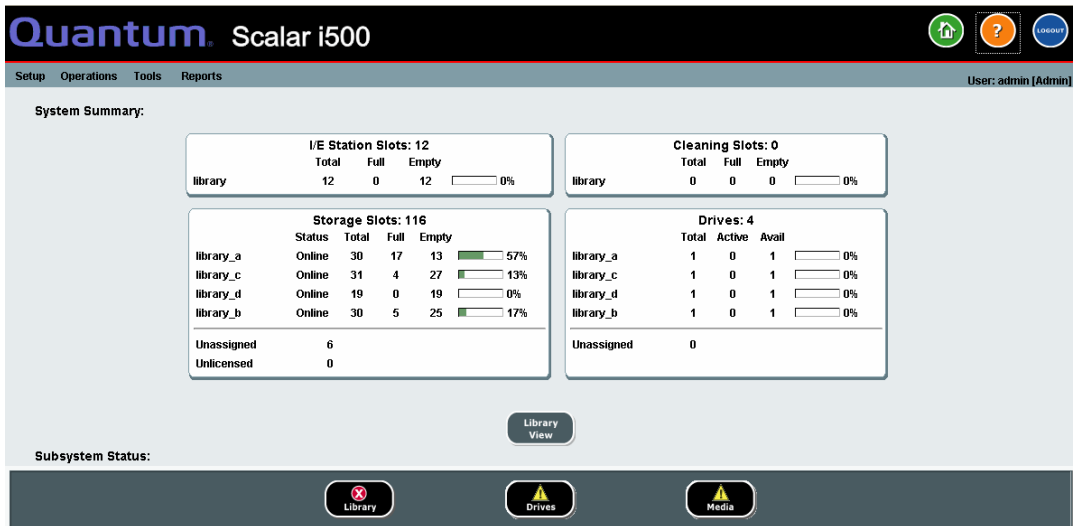 Quantum. Scalar i500
?
LOGOUT
Setup Operations Tools Reports
User: admin [Admin]
System Summary:
I/E Station Slots: 12
Total Full Empty
library 12 0 12 0%
Cleaning Slots: 0
Total Full Empty
library 0 0 0 0%
Storage Slots: 116
Status Total Full Empty
library_a Online 30 17 13 57%
library_c Online 31 4 27 13%
library_d Online 19 0 19 0%
library_b Online 30 5 25 17%
Unassigned 6
Unlicensed 0
Drives: 4
Total Active Avail
library_a 1 0 1 0%
library_c 1 0 1 0%
library_d 1 0 1 0%
library_b 1 0 1 0%
Unassigned 0
Library
View
Subsystem Status:
Library
Drives
Media